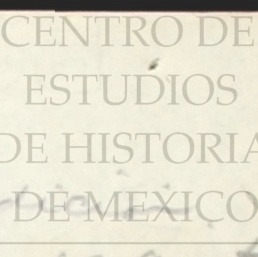 CENTRO DE
ESTUDIOS
DE HISTORIA
DE MEXICO